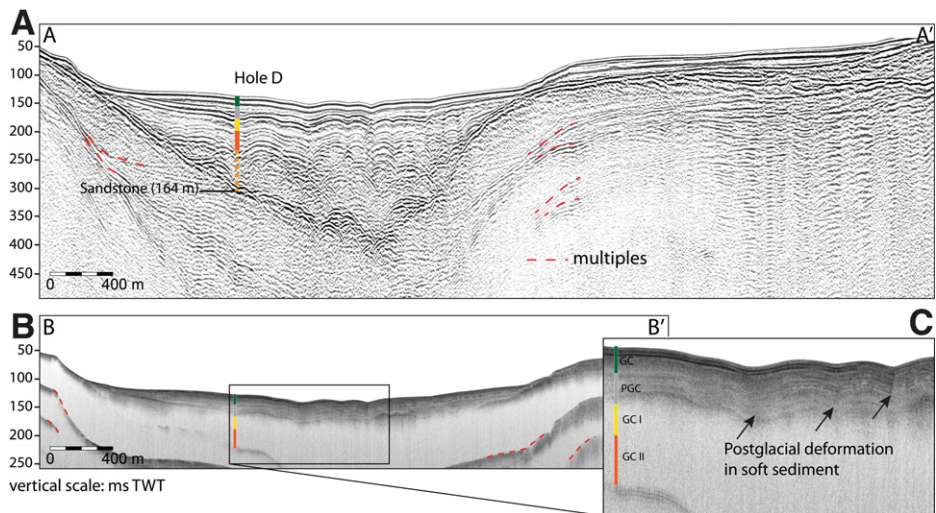 A
A
A'
50
Hole D
100
150
200
250
Sandstone (164 m)
300
350
400
multiples
450
0 400 m
B
B
B'
C
50
GC
100
PGC
150
GC I
200
GC II
Postglacial deformation
in soft sediment
250
0 400 m
vertical scale: ms TWT